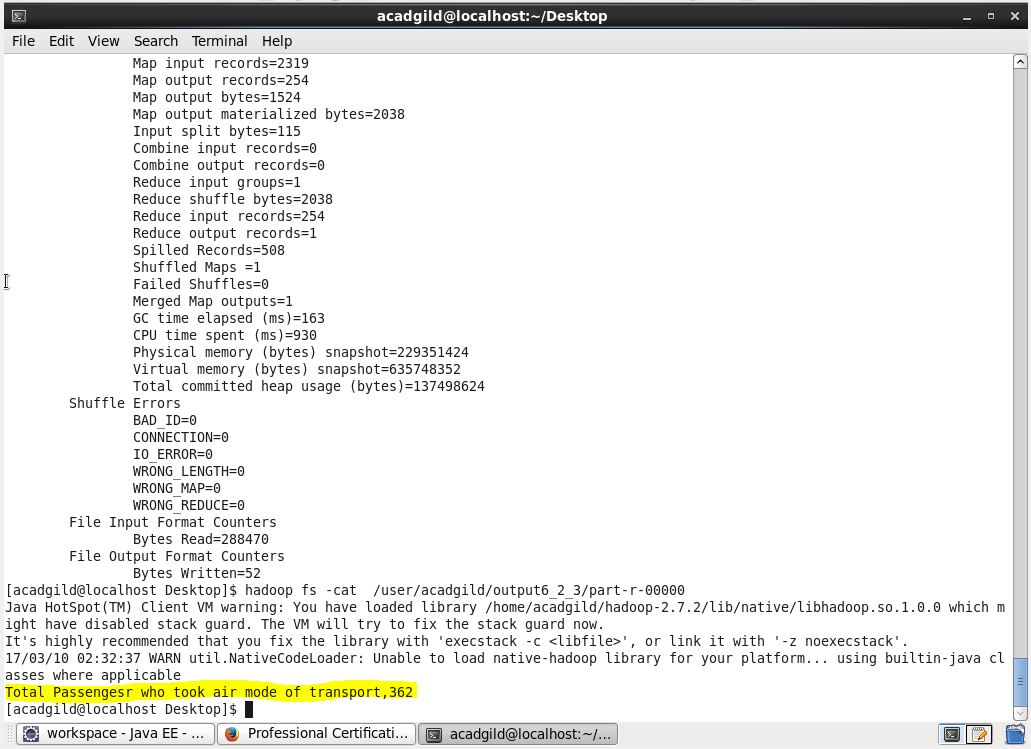 acadgild@localhost:~/Desktop
File Edit View Search Terminal Help
Map input records=2319
Map output records=254
Map output bytes=1524
Map output materialized bytes=2038
Input split bytes=115
Combine input records=0
Combine output records=0
Reduce input groups=1
Reduce shuffle bytes=2038
Reduce input records=254
Reduce output records=1
Spilled Records=508
Shuffled Maps =1
Failed Shuffles=0
Merged Map outputs=1
GC time elapsed (ms)=163
CPU time spent (ms)=930
Physical memory (bytes) snapshot=229351424
Virtual memory (bytes) snapshot=635748352
Total committed heap usage (bytes)=137498624
Shuffle Errors
BAD_ID=0
CONNECTION=0
IO_ERROR=0
WRONG_LENGTH=0
WRONG_MAP=0
WRONG_REDUCE=0
File Input Format Counters
Bytes Read=288470
File Output Format Counters
Bytes Written=52
[acadgild@localhost Desktop]$ hadoop fs -cat  /user/acadgild/output6_2_3/part-r-00000
Java HotSpot(TM) Client VM warning: You have loaded library /home/acadgild/hadoop-2.7.2/lib/native/libhadoop.so.1.0.0 which m
ight have disabled stack guard. The VM will try to fix the stack guard now.
It's highly recommended that you fix the library with 'execstack -c <libfile>', or link it with '-z noexecstack'.
17/03/10 02:32:37 WARN util.NativeCodeLoader: Unable to load native-hadoop library for your platform... using builtin-java cl
asses where applicable
Total Passengesr who took air mode of transport,362
[acadgild@localhost Desktop]$
workspace - Java EE - ... Professional Certificati... acadgild@localhost:~/...